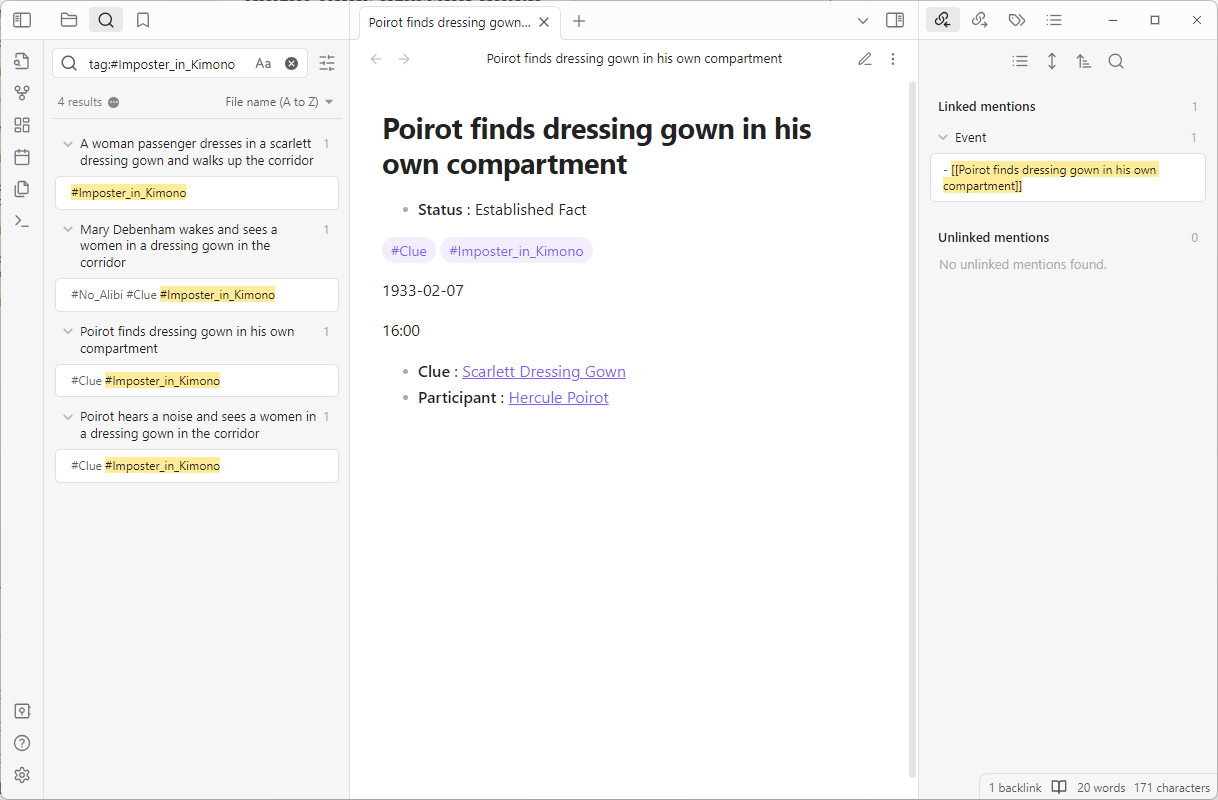 Poirot finds dressing gown...
tag:#Imposter_in_Kimono
Aa
4 results
File name (A to Z)
A woman passenger dresses in a scarlett
dressing gown and walks up the corridor
1
#Imposter_in_Kimono
Mary Debenham wakes and sees a
women in a dressing gown in the
corridor
1
#No_Alibi #Clue #Imposter_in_Kimono
Poirot finds dressing gown in his own
compartment
1
#Clue #Imposter_in_Kimono
Poirot hears a noise and sees a women in
a dressing gown in the corridor
1
#Clue #Imposter_in_Kimono
Poirot finds dressing gown in his own compartment
Poirot finds dressing gown in his
own compartment
Status : Established Fact
#Clue #Imposter_in_Kimono
1933-02-07
16:00
Clue : Scarlett Dressing Gown
Participant : Hercule Poirot
Linked mentions 1
Event 1
- [[Poirot finds dressing gown in his own
compartment]]
Unlinked mentions 0
No unlinked mentions found.
1 backlink 20 words 171 characters